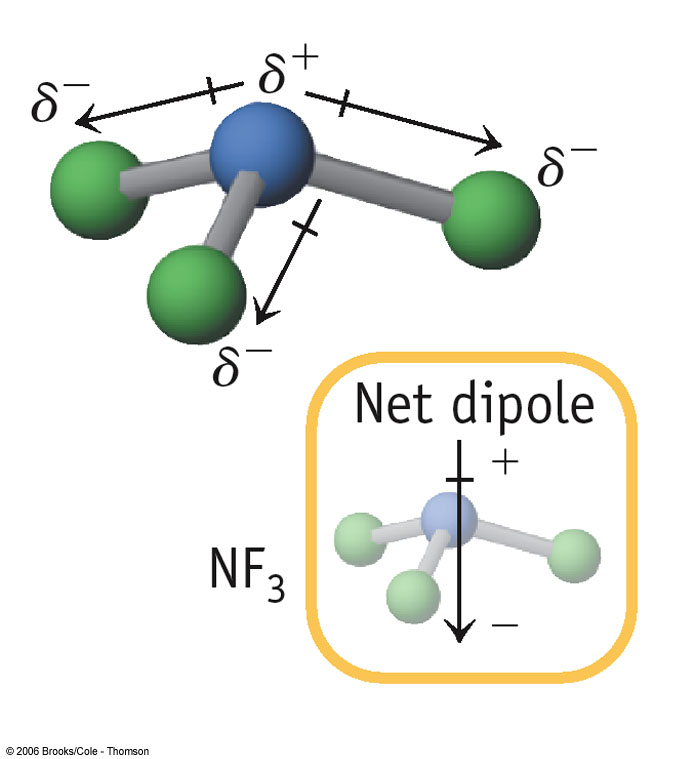 δ⁺
δ⁻
δ⁻
δ⁻
Net dipole
+
NF₃
−
© 2006 Brooks/Cole - Thomson